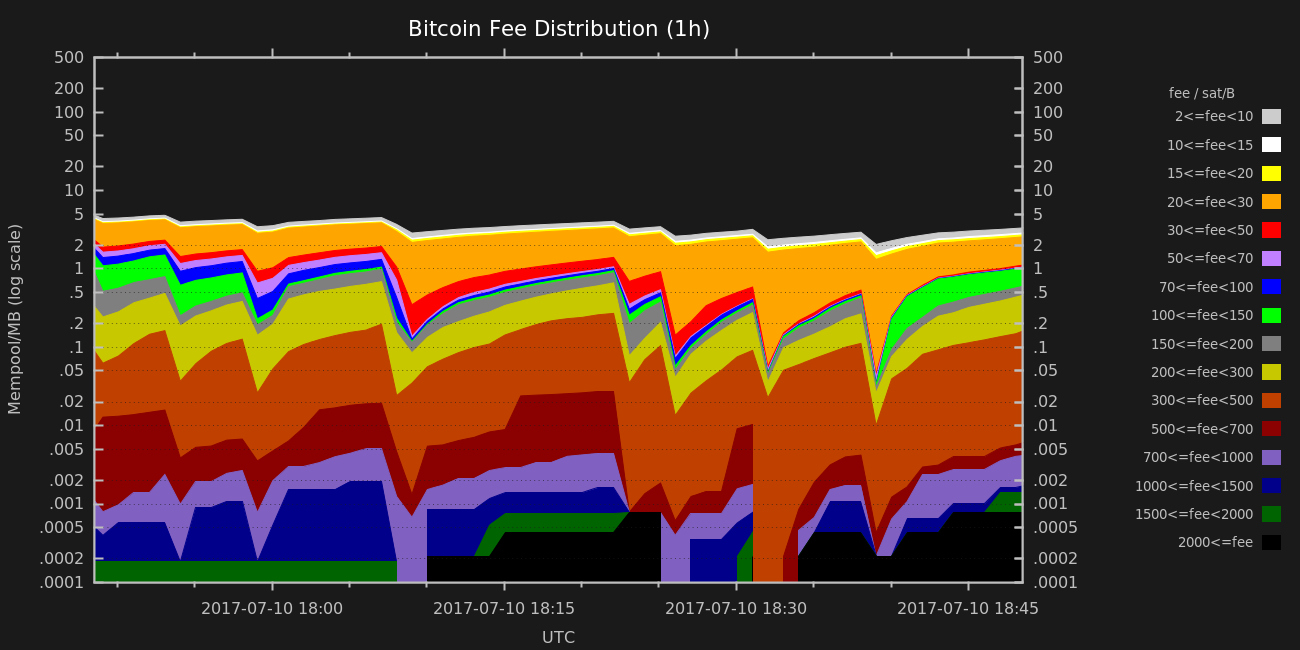 Bitcoin Fee Distribution (1h)
500 500
200 200
100 100
50 50
20 20
10 10
5 5
2 2
1 1
.5 .5
.2 .2
.1 .1
.05 .05
.02 .02
.01 .01
.005 .005
.002 .002
.001 .001
.0005 .0005
.0002 .0002
.0001 .0001
Mempool/MB (log scale)
2017-07-10 18:00 2017-07-10 18:15 2017-07-10 18:30 2017-07-10 18:45
UTC
fee / sat/B
2<=fee<10
10<=fee<15
15<=fee<20
20<=fee<30
30<=fee<50
50<=fee<70
70<=fee<100
100<=fee<150
150<=fee<200
200<=fee<300
300<=fee<500
500<=fee<700
700<=fee<1000
1000<=fee<1500
1500<=fee<2000
2000<=fee